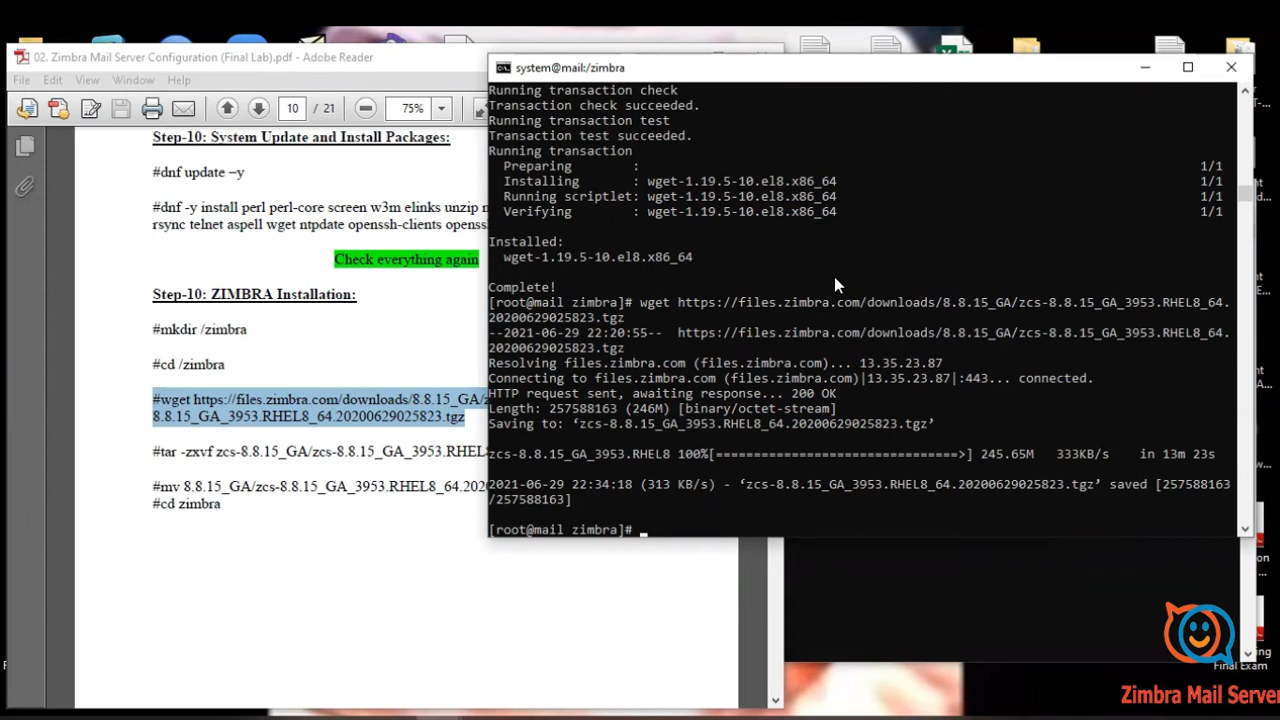 02. Zimbra Mail Server Configuration (Final Lab).pdf - Adobe Reader
File Edit View Window Help
10 / 21 75%
Step-10: System Update and Install Packages:
#dnf update –y
#dnf -y install perl perl-core screen w3m elinks unzip
rsync telnet aspell wget ntpdate openssh-clients openss
Check everything again
Step-10: ZIMBRA Installation:
#mkdir /zimbra
#cd /zimbra
#wget https://files.zimbra.com/downloads/8.8.15_GA/z
8.8.15_GA_3953.RHEL8_64.20200629025823.tgz
#tar -zxvf zcs-8.8.15_GA/zcs-8.8.15_GA_3953.RHEL
#mv 8.8.15_GA/zcs-8.8.15_GA_3953.RHEL8_64.202
#cd zimbra
system@mail:/zimbra
Running transaction check
Transaction check succeeded.
Running transaction test
Transaction test succeeded.
Running transaction
Preparing : 1/1
Installing : wget-1.19.5-10.el8.x86_64 1/1
Running scriptlet: wget-1.19.5-10.el8.x86_64 1/1
Verifying : wget-1.19.5-10.el8.x86_64 1/1
Installed:
wget-1.19.5-10.el8.x86_64
Complete!
[root@mail zimbra]# wget https://files.zimbra.com/downloads/8.8.15_GA/zcs-8.8.15_GA_3953.RHEL8_64.
20200629025823.tgz
--2021-06-29 22:20:55-- https://files.zimbra.com/downloads/8.8.15_GA/zcs-8.8.15_GA_3953.RHEL8_64.
20200629025823.tgz
Resolving files.zimbra.com (files.zimbra.com)... 13.35.23.87
Connecting to files.zimbra.com (files.zimbra.com)|13.35.23.87|:443... connected.
HTTP request sent, awaiting response... 200 OK
Length: 257588163 (246M) [binary/octet-stream]
Saving to: ‘zcs-8.8.15_GA_3953.RHEL8_64.20200629025823.tgz’
zcs-8.8.15_GA_3953.RHEL8 100%[================================>] 245.65M 333KB/s in 13m 23s
2021-06-29 22:34:18 (313 KB/s) - ‘zcs-8.8.15_GA_3953.RHEL8_64.20200629025823.tgz’ saved [257588163
/257588163]
[root@mail zimbra]#
Final Exam
Zimbra Mail Server